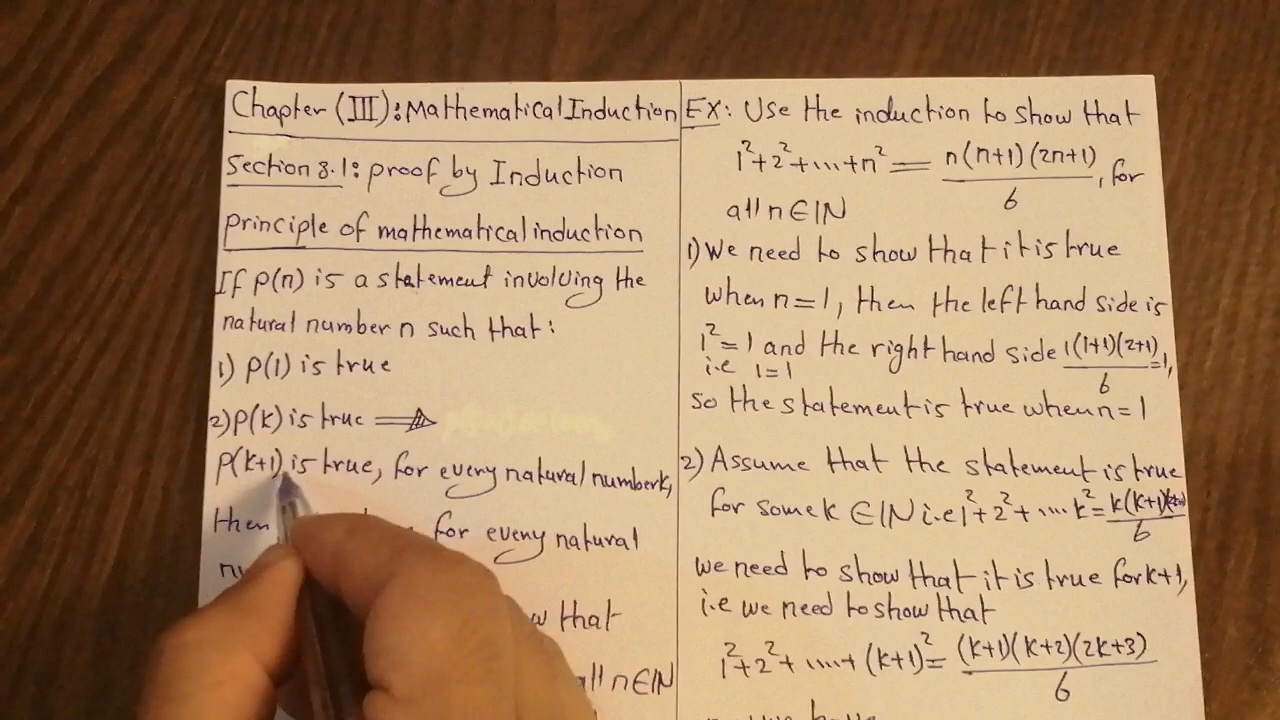 Chapter (III): Mathematical Induction
Section 3.1: proof by Induction
principle of mathematical induction
If P(n) is a statement involving the
natural number n such that:
1) P(1) is true
2) P(k) is true ⟹
P(k+1) is true, for every natural number k,
then for every natural
that
all n∈ℕ
EX: Use the induction to show that
1²+2²+....+n² = n(n+1)(2n+1)/6, for
all n∈ℕ
1) We need to show that it is true
when n=1, then the left hand side is
1²=1 and the right hand side 1(1+1)(2+1)/6=1,
i.e 1=1
so the statement is true when n=1
2) Assume that the statement is true
for some k∈ℕ i.e 1²+2²+....k²= k(k+1)/6
we need to show that it is true for k+1,
i.e we need to show that
1²+2²+....+(k+1)²= (k+1)(k+2)(2k+3)/6